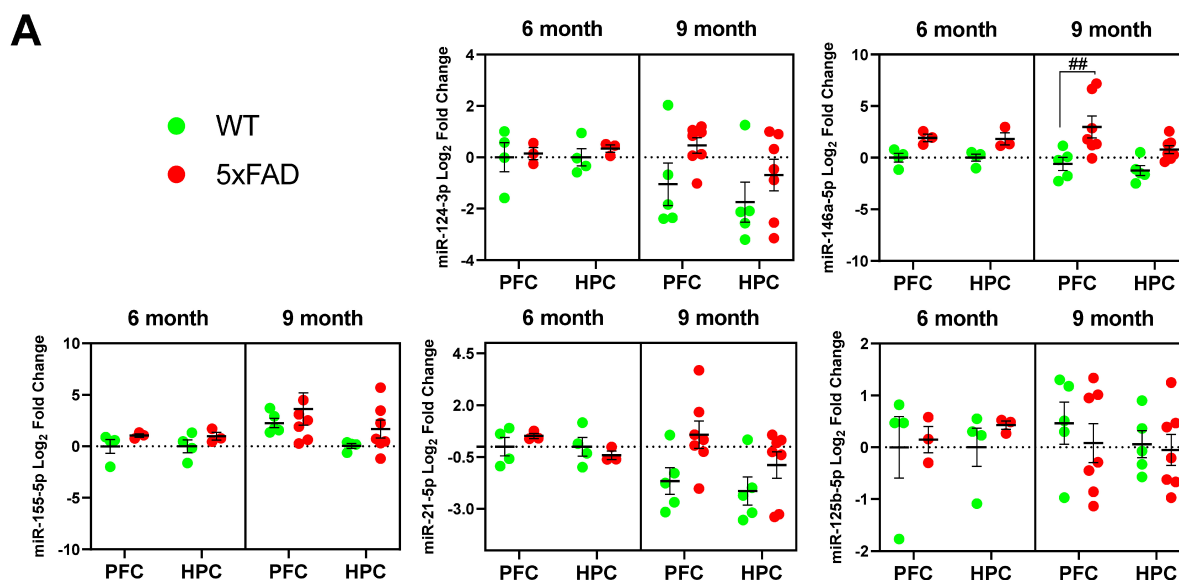 A
WT
5xFAD
6 month 9 month
miR-124-3p Log2 Fold Change
4
2
0
-2
-4
PFC HPC PFC HPC
6 month 9 month
miR-146a-5p Log2 Fold Change
10
5
0
-5
-10
##
PFC HPC PFC HPC
6 month 9 month
miR-155-5p Log2 Fold Change
10
5
0
-5
-10
PFC HPC PFC HPC
6 month 9 month
miR-21-5p Log2 Fold Change
4.5
2.0
-0.5
-3.0
PFC HPC PFC HPC
6 month 9 month
miR-125b-5p Log2 Fold Change
2
1
0
-1
-2
PFC HPC PFC HPC